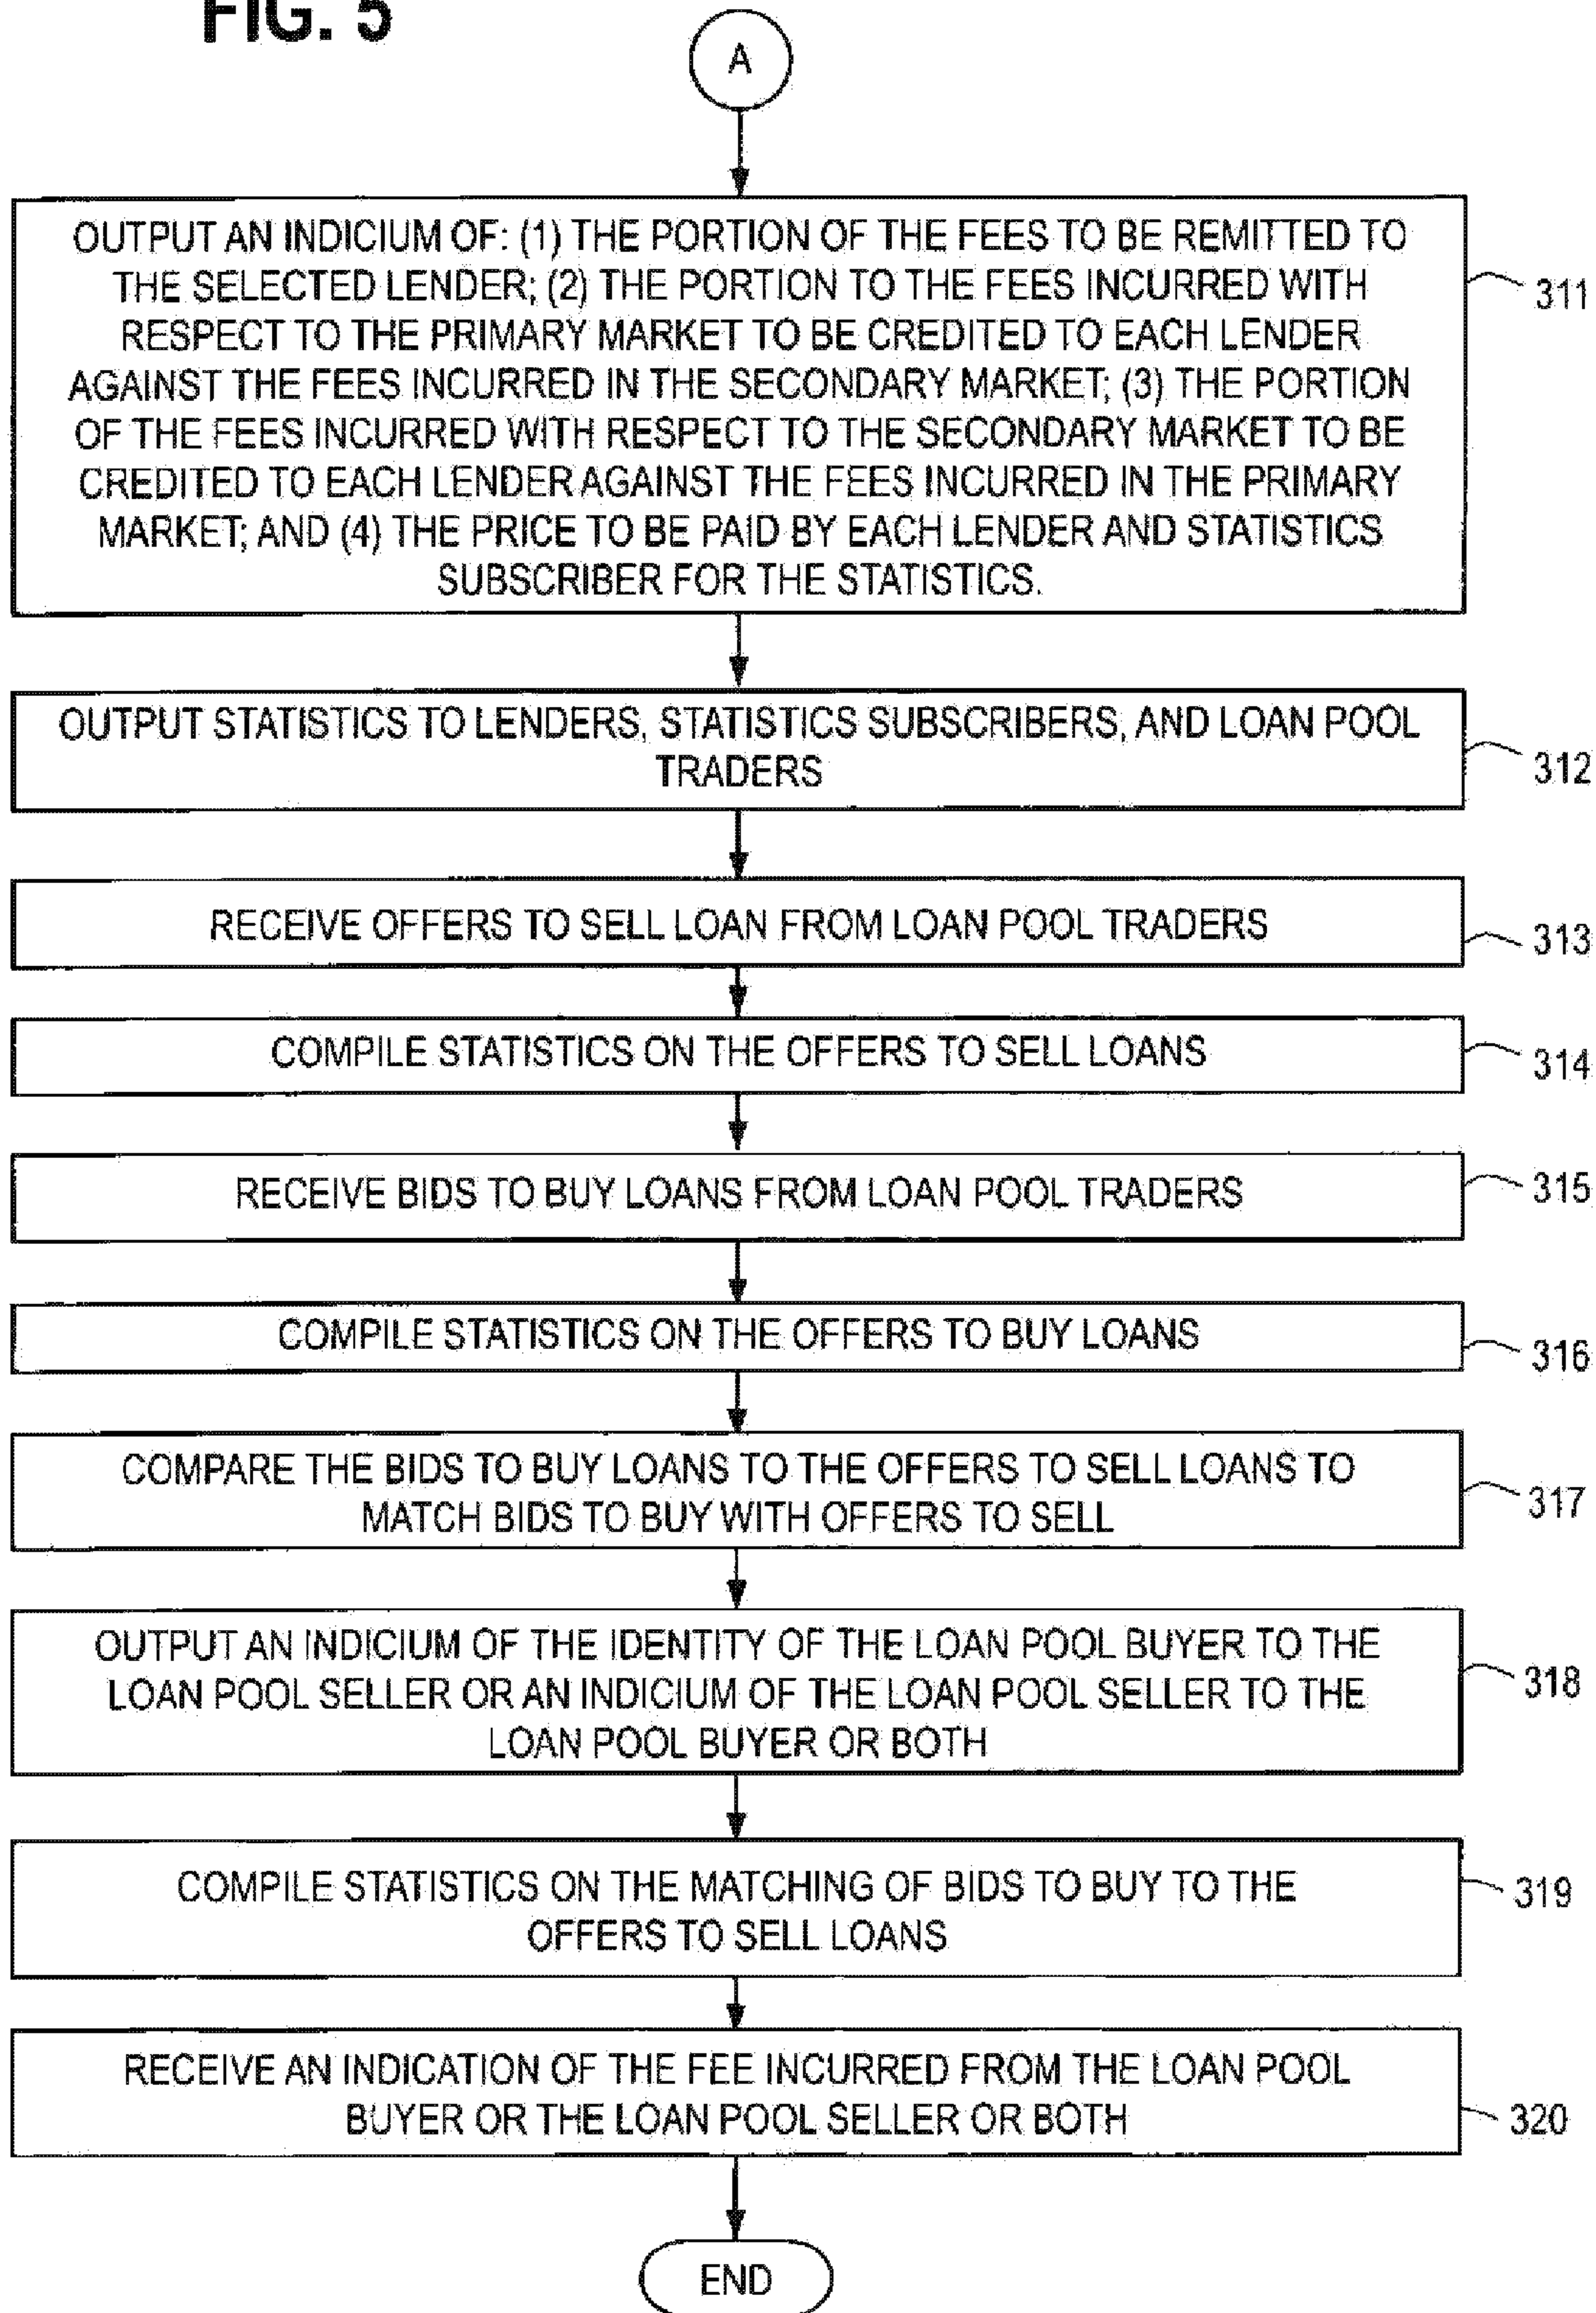 FIG. 5
A
OUTPUT AN INDICIUM OF: (1) THE PORTION OF THE FEES TO BE REMITTED TO
THE SELECTED LENDER; (2) THE PORTION TO THE FEES INCURRED WITH
RESPECT TO THE PRIMARY MARKET TO BE CREDITED TO EACH LENDER
AGAINST THE FEES INCURRED IN THE SECONDARY MARKET; (3) THE PORTION
OF THE FEES INCURRED WITH RESPECT TO THE SECONDARY MARKET TO BE
CREDITED TO EACH LENDER AGAINST THE FEES INCURRED IN THE PRIMARY
MARKET; AND (4) THE PRICE TO BE PAID BY EACH LENDER AND STATISTICS
SUBSCRIBER FOR THE STATISTICS.
311
OUTPUT STATISTICS TO LENDERS, STATISTICS SUBSCRIBERS, AND LOAN POOL
TRADERS
312
RECEIVE OFFERS TO SELL LOAN FROM LOAN POOL TRADERS
313
COMPILE STATISTICS ON THE OFFERS TO SELL LOANS
314
RECEIVE BIDS TO BUY LOANS FROM LOAN POOL TRADERS
315
COMPILE STATISTICS ON THE OFFERS TO BUY LOANS
316
COMPARE THE BIDS TO BUY LOANS TO THE OFFERS TO SELL LOANS TO
MATCH BIDS TO BUY WITH OFFERS TO SELL
317
OUTPUT AN INDICIUM OF THE IDENTITY OF THE LOAN POOL BUYER TO THE
LOAN POOL SELLER OR AN INDICIUM OF THE LOAN POOL SELLER TO THE
LOAN POOL BUYER OR BOTH
318
COMPILE STATISTICS ON THE MATCHING OF BIDS TO BUY TO THE
OFFERS TO SELL LOANS
319
RECEIVE AN INDICATION OF THE FEE INCURRED FROM THE LOAN POOL
BUYER OR THE LOAN POOL SELLER OR BOTH
320
END